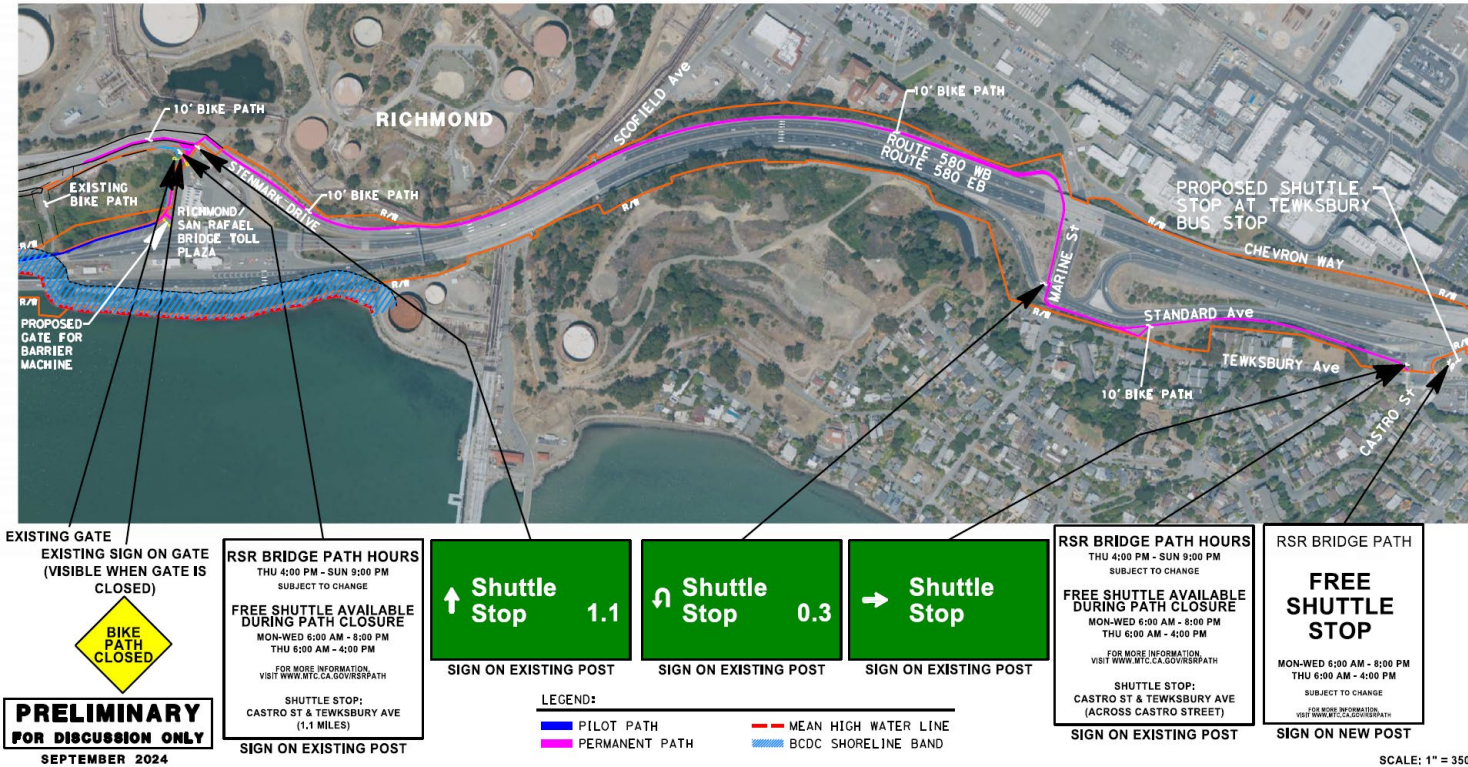 10' BIKE PATH
RICHMOND
SCOFIELD Ave
10' BIKE PATH
ROUTE 580 WB
ROUTE 580 EB
EXISTING
BIKE PATH
STENMARK DRIVE
10' BIKE PATH
R/W
R/W
PROPOSED SHUTTLE
STOP AT TEWKSBURY
BUS STOP
RICHMOND/
SAN RAFAEL
BRIDGE TOLL
PLAZA
R/W
MARINE St
CHEVRON WAY
R/W
R/W
R/W
R/W
STANDARD Ave
R/W
R/W
PROPOSED
GATE FOR
BARRIER
MACHINE
TEWKSBURY Ave
10' BIKE PATH
CASTRO St
EXISTING GATE
EXISTING SIGN ON GATE
(VISIBLE WHEN GATE IS
CLOSED)
BIKE
PATH
CLOSED
PRELIMINARY
FOR DISCUSSION ONLY
SEPTEMBER 2024
RSR BRIDGE PATH HOURS
THU 4:00 PM - SUN 9:00 PM
SUBJECT TO CHANGE
FREE SHUTTLE AVAILABLE
DURING PATH CLOSURE
MON-WED 6:00 AM - 8:00 PM
THU 6:00 AM - 4:00 PM
FOR MORE INFORMATION,
VISIT WWW.MTC.CA.GOV/RSRPATH
SHUTTLE STOP:
CASTRO ST & TEWKSBURY AVE
(1.1 MILES)
SIGN ON EXISTING POST
↑ Shuttle
Stop 1.1
SIGN ON EXISTING POST
Shuttle
Stop 0.3
SIGN ON EXISTING POST
→ Shuttle
Stop
SIGN ON EXISTING POST
RSR BRIDGE PATH HOURS
THU 4:00 PM - SUN 9:00 PM
SUBJECT TO CHANGE
FREE SHUTTLE AVAILABLE
DURING PATH CLOSURE
MON-WED 6:00 AM - 8:00 PM
THU 6:00 AM - 4:00 PM
FOR MORE INFORMATION,
VISIT WWW.MTC.CA.GOV/RSRPATH
SHUTTLE STOP:
CASTRO ST & TEWKSBURY AVE
(ACROSS CASTRO STREET)
SIGN ON EXISTING POST
RSR BRIDGE PATH
FREE
SHUTTLE
STOP
MON-WED 6:00 AM - 8:00 PM
THU 6:00 AM - 4:00 PM
SUBJECT TO CHANGE
FOR MORE INFORMATION,
VISIT WWW.MTC.CA.GOV/RSRPATH
SIGN ON NEW POST
LEGEND:
PILOT PATH
PERMANENT PATH
MEAN HIGH WATER LINE
BCDC SHORELINE BAND
SCALE: 1" = 350